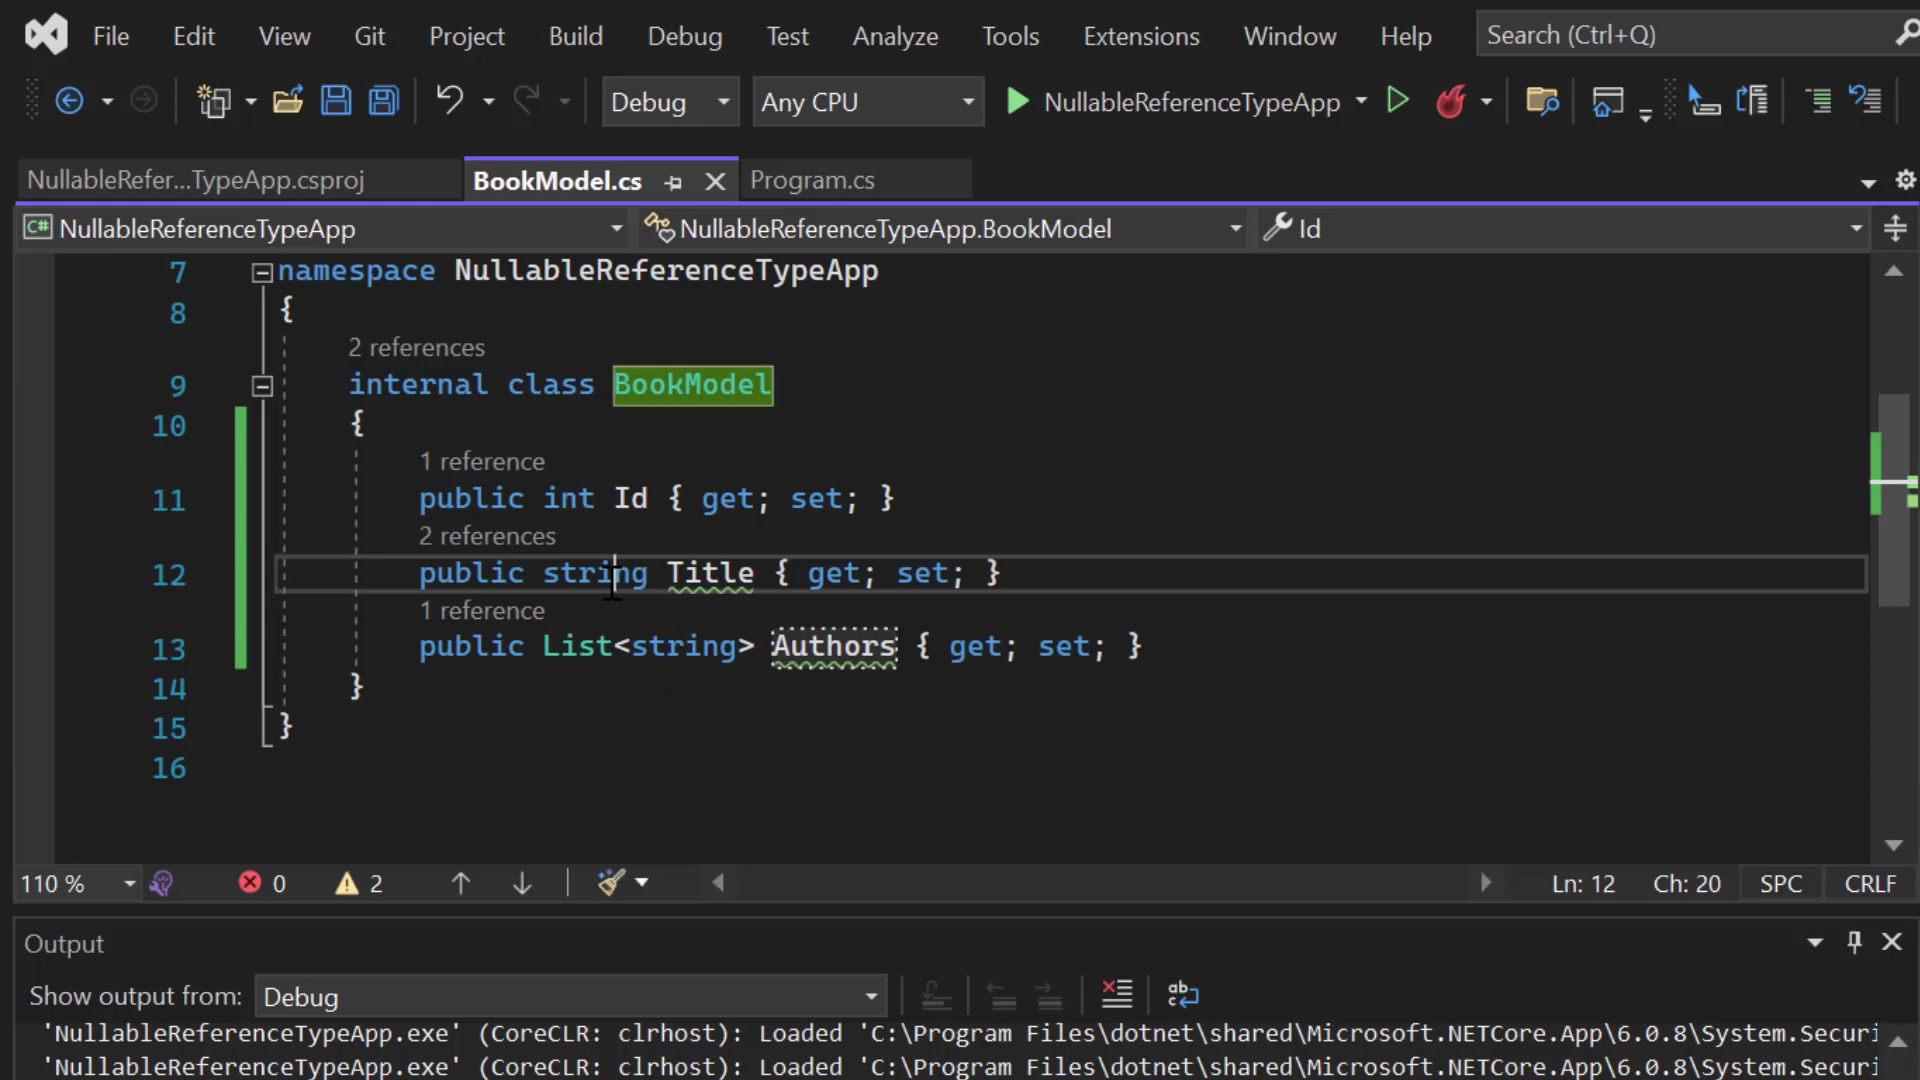 File Edit View Git Project Build Debug Test Analyze Tools Extensions Window Help Search (Ctrl+Q)
Debug Any CPU NullableReferenceTypeApp
NullableRefer...TypeApp.csproj BookModel.cs Program.cs
C# NullableReferenceTypeApp NullableReferenceTypeApp.BookModel Id
7 namespace NullableReferenceTypeApp
8 {
2 references
9 internal class BookModel
10 {
1 reference
11 public int Id { get; set; }
2 references
12 public string Title { get; set; }
1 reference
13 public List<string> Authors { get; set; }
14 }
15 }
16
110 % 0 2 Ln: 12 Ch: 20 SPC CRLF
Output
Show output from: Debug
'NullableReferenceTypeApp.exe' (CoreCLR: clrhost): Loaded 'C:\Program Files\dotnet\shared\Microsoft.NETCore.App\6.0.8\System.Securi
'NullableReferenceTypeApp.exe' (CoreCLR: clrhost): Loaded 'C:\Program Files\dotnet\shared\Microsoft.NETCore.App\6.0.8\System.Securi